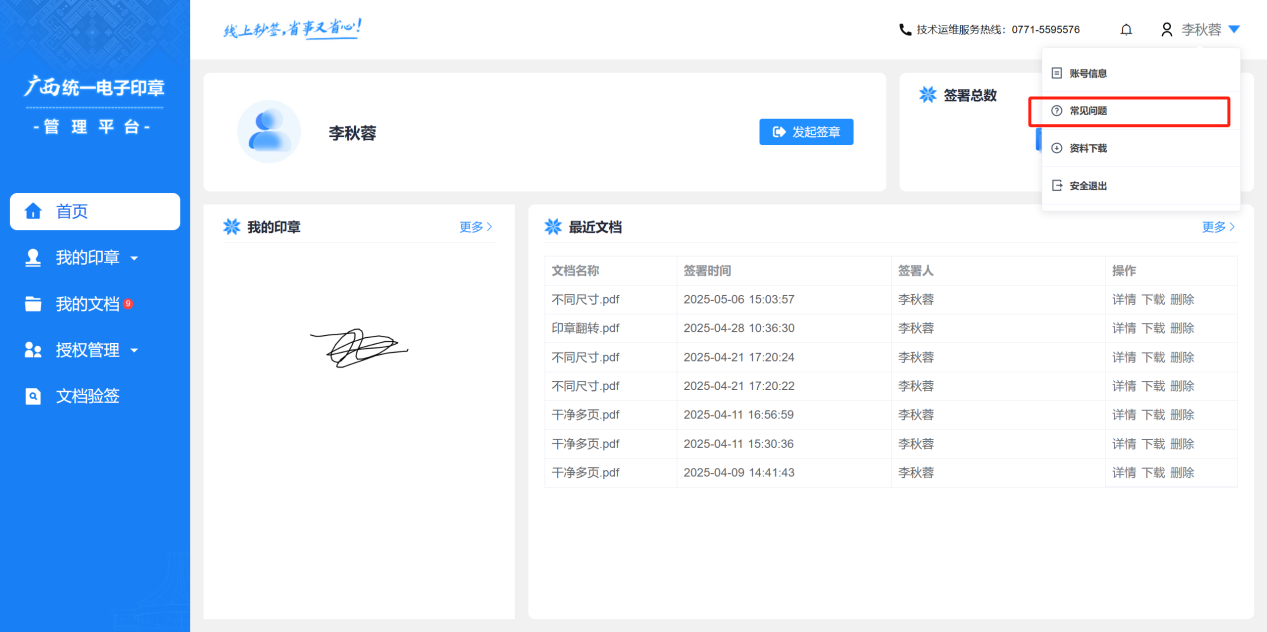 线上秒签,省事又省心!
技术运维服务热线：0771-5595576
李秋蓉
广西统一电子印章
-管理平台-
首页
我的印章
我的文档 9
授权管理
文档验签
李秋蓉
发起签章
签署总数
账号信息
常见问题
资料下载
安全退出
我的印章
更多
最近文档
更多
文档名称 签署时间 签署人 操作
不同尺寸.pdf 2025-05-06 15:03:57 李秋蓉 详情 下载 删除
印章翻转.pdf 2025-04-28 10:36:30 李秋蓉 详情 下载 删除
不同尺寸.pdf 2025-04-21 17:20:24 李秋蓉 详情 下载 删除
不同尺寸.pdf 2025-04-21 17:20:22 李秋蓉 详情 下载 删除
干净多页.pdf 2025-04-11 16:56:59 李秋蓉 详情 下载 删除
干净多页.pdf 2025-04-11 15:30:36 李秋蓉 详情 下载 删除
干净多页.pdf 2025-04-09 14:41:43 李秋蓉 详情 下载 删除